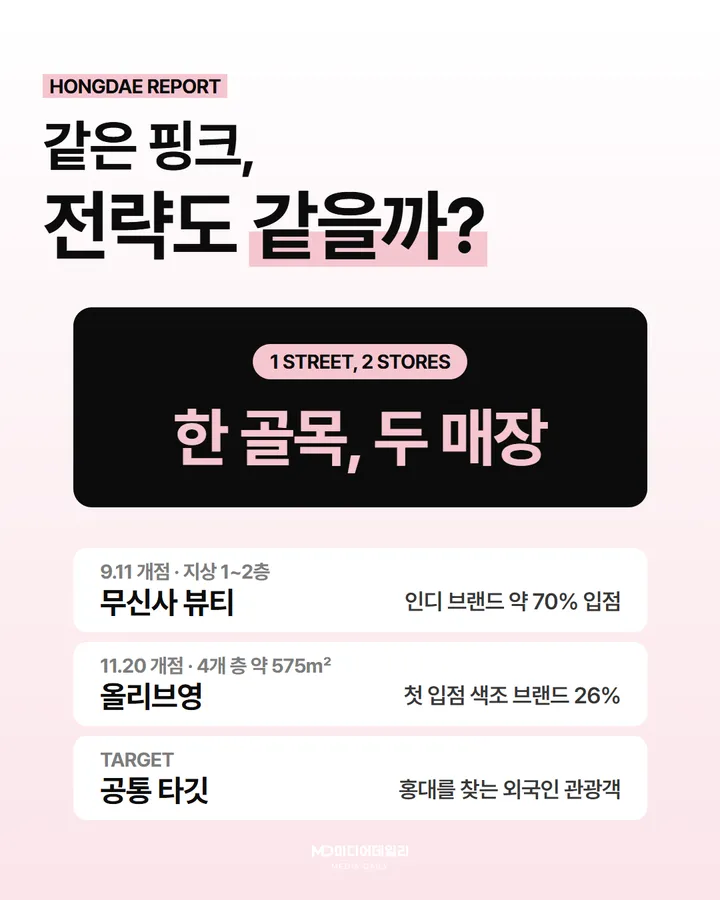 HONGDAE REPORT
같은 핑크,
전략도 같을까?
1 STREET, 2 STORES
한 골목, 두 매장
9.11 개점 · 지상 1~2층
무신사 뷰티
인디 브랜드 약 70% 입점
11.20 개점 · 4개 층 약 575m²
올리브영
첫 입점 색조 브랜드 26%
TARGET
공통 타깃
홍대를 찾는 외국인 관광객
MD미디어데일리